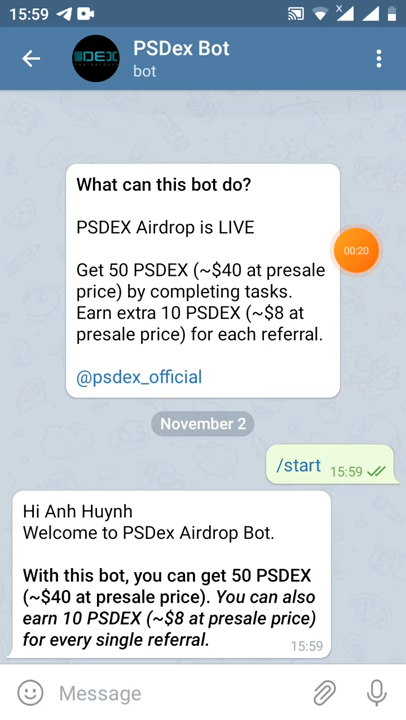 15:59
PSDex Bot
bot
What can this bot do?
PSDEX Airdrop is LIVE
Get 50 PSDEX (~$40 at presale
price) by completing tasks.
Earn extra 10 PSDEX (~$8 at
presale price) for each referral.
@psdex_official
00:20
November 2
/start 15:59
Hi Anh Huynh
Welcome to PSDex Airdrop Bot.
With this bot, you can get 50 PSDEX
(~$40 at presale price). You can also
earn 10 PSDEX (~$8 at presale price)
for every single referral.
15:59
Message